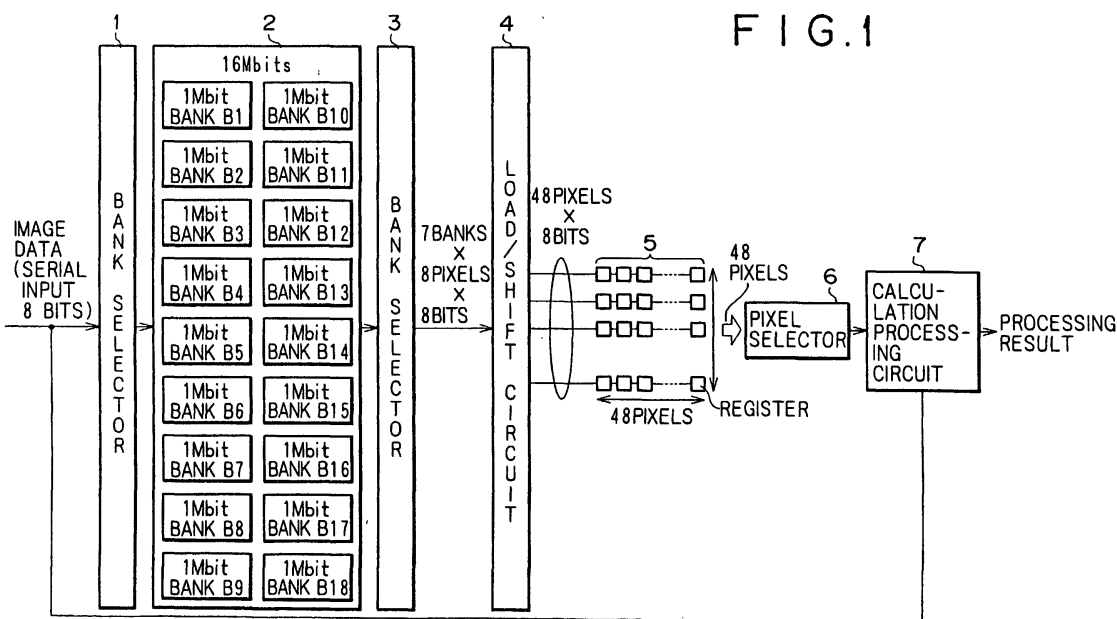 FIG.1
1
2
3
4
16Mbits
1Mbit
BANK B1
1Mbit
BANK B10
1Mbit
BANK B2
1Mbit
BANK B11
1Mbit
BANK B3
1Mbit
BANK B12
1Mbit
BANK B4
1Mbit
BANK B13
1Mbit
BANK B5
1Mbit
BANK B14
1Mbit
BANK B6
1Mbit
BANK B15
1Mbit
BANK B7
1Mbit
BANK B16
1Mbit
BANK B8
1Mbit
BANK B17
1Mbit
BANK B9
1Mbit
BANK B18
IMAGE
DATA
(SERIAL
INPUT
8 BITS)
BANK SELECTOR
BANK SELECTOR
7BANKS
X
8PIXELS
X
8BITS
LOAD/SHIFT CIRCUIT
48PIXELS
X
8BITS
5
48PIXELS
REGISTER
48
PIXELS
6
PIXEL
SELECTOR
7
CALCU-
LATION
PROCESS-
ING
CIRCUIT
PROCESSING
RESULT